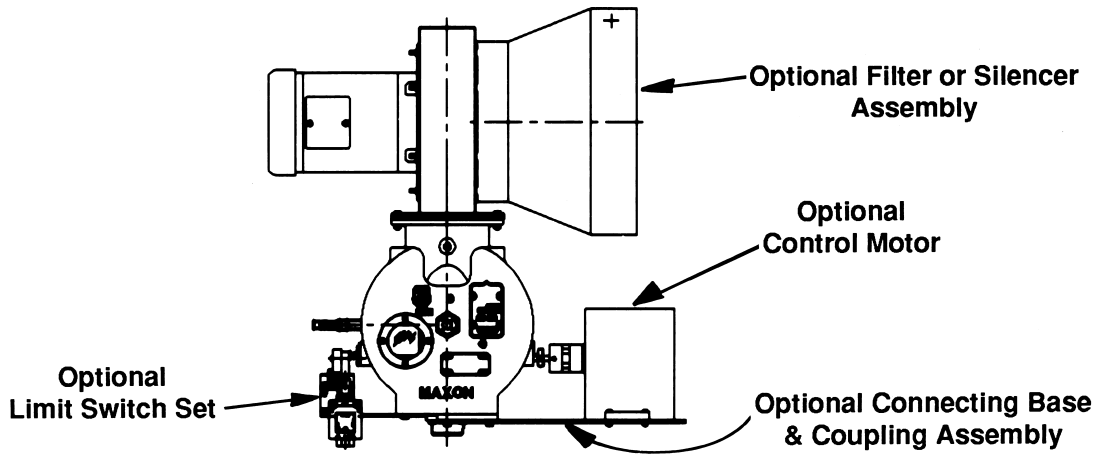 Optional Filter or Silencer
Assembly
Optional
Control Motor
MAXON
Optional
Limit Switch Set
Optional Connecting Base
& Coupling Assembly